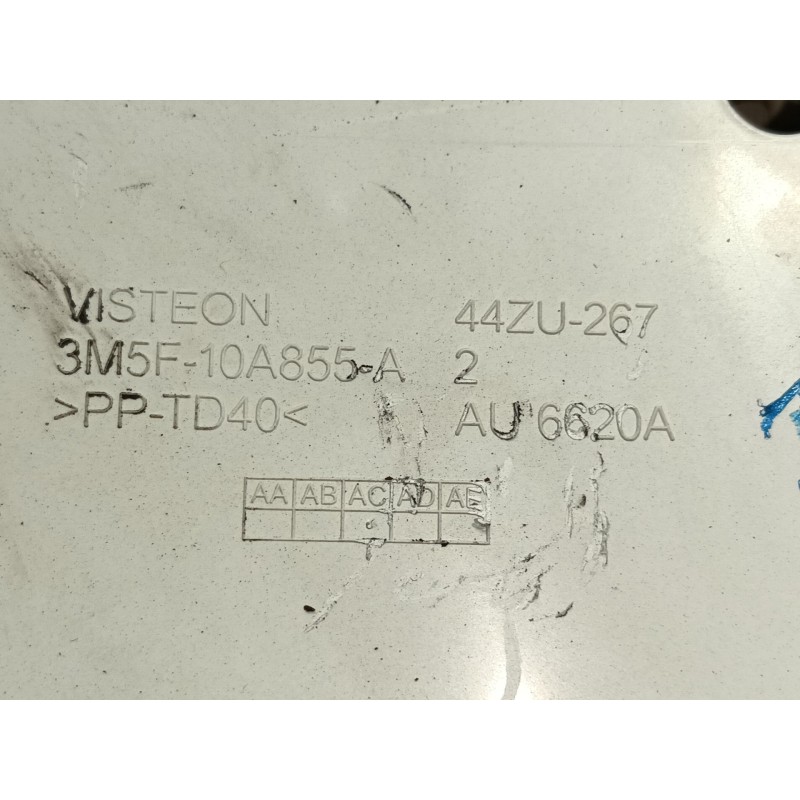 VISTEON 44ZU-267
3M5F-10A855-A 2
>PP-TD40< AU 6620A
AA AB AC AD AE